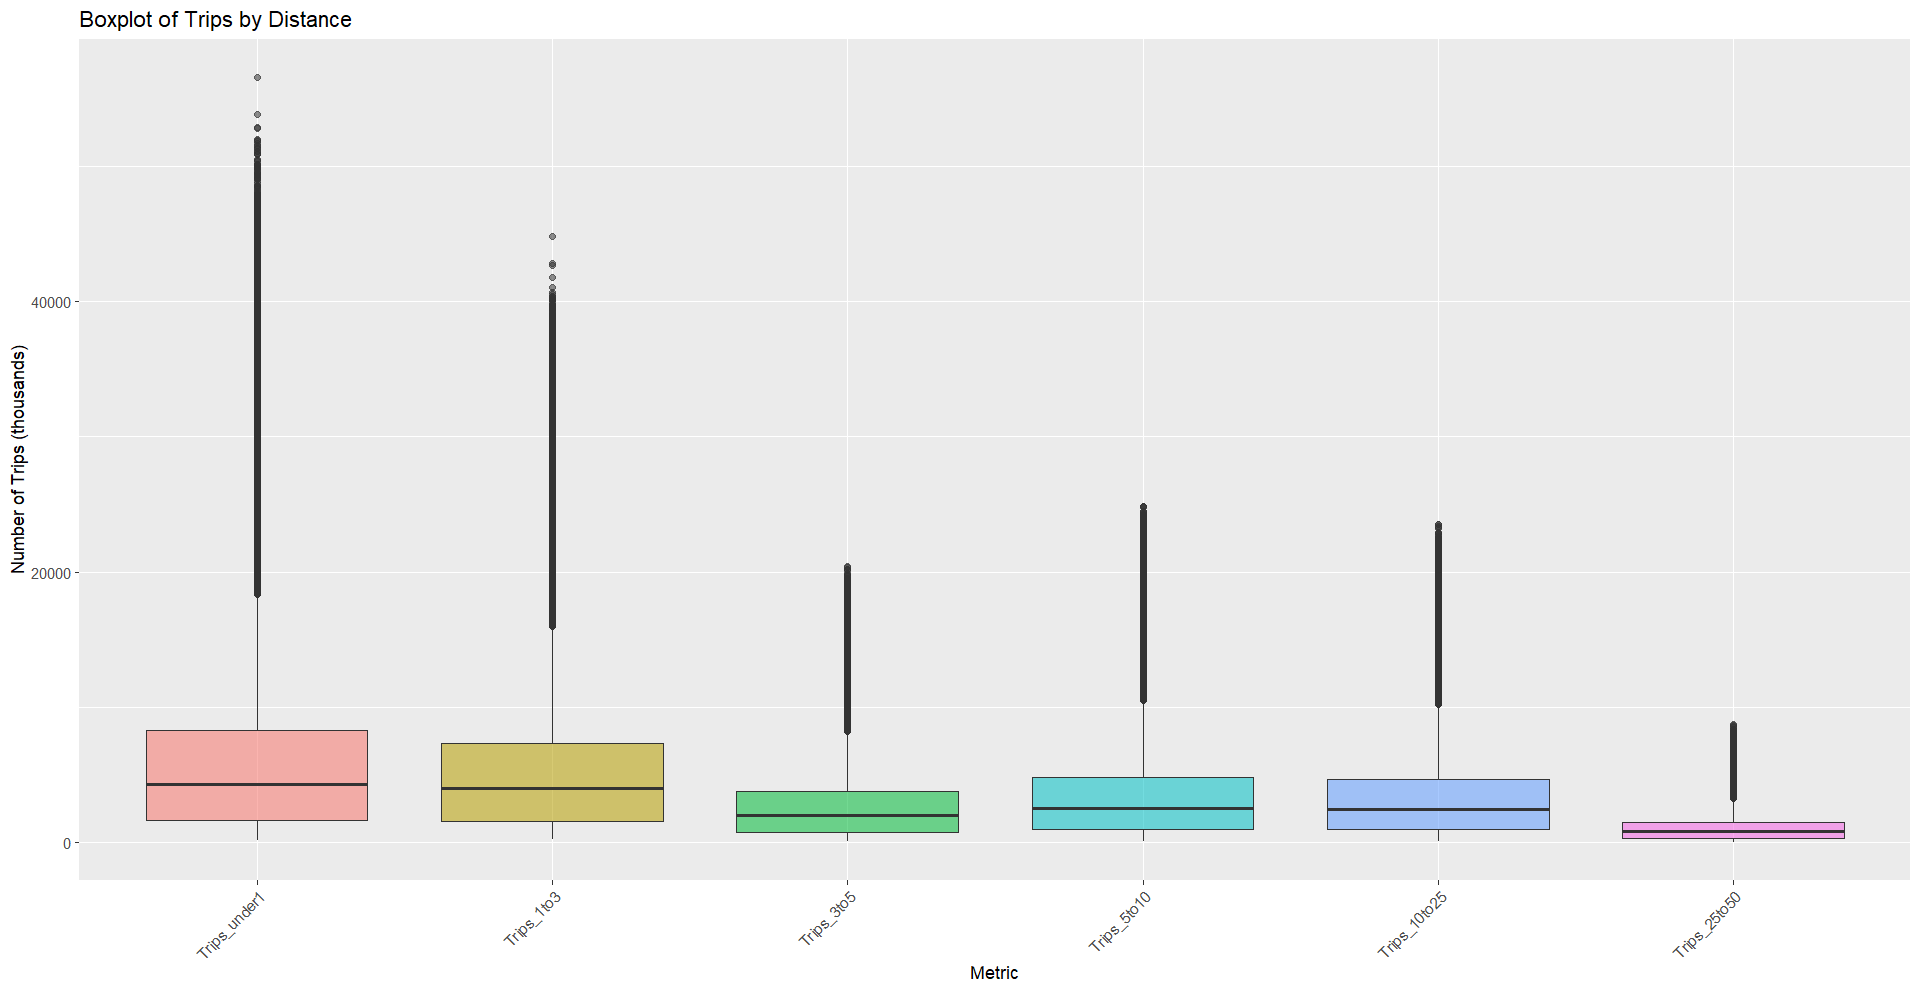 Boxplot of Trips by Distance
Number of Trips (thousands)
40000
20000
0
Trips_under1
Trips_1to3
Trips_3to5
Trips_5to10
Trips_10to25
Trips_25to50
Metric